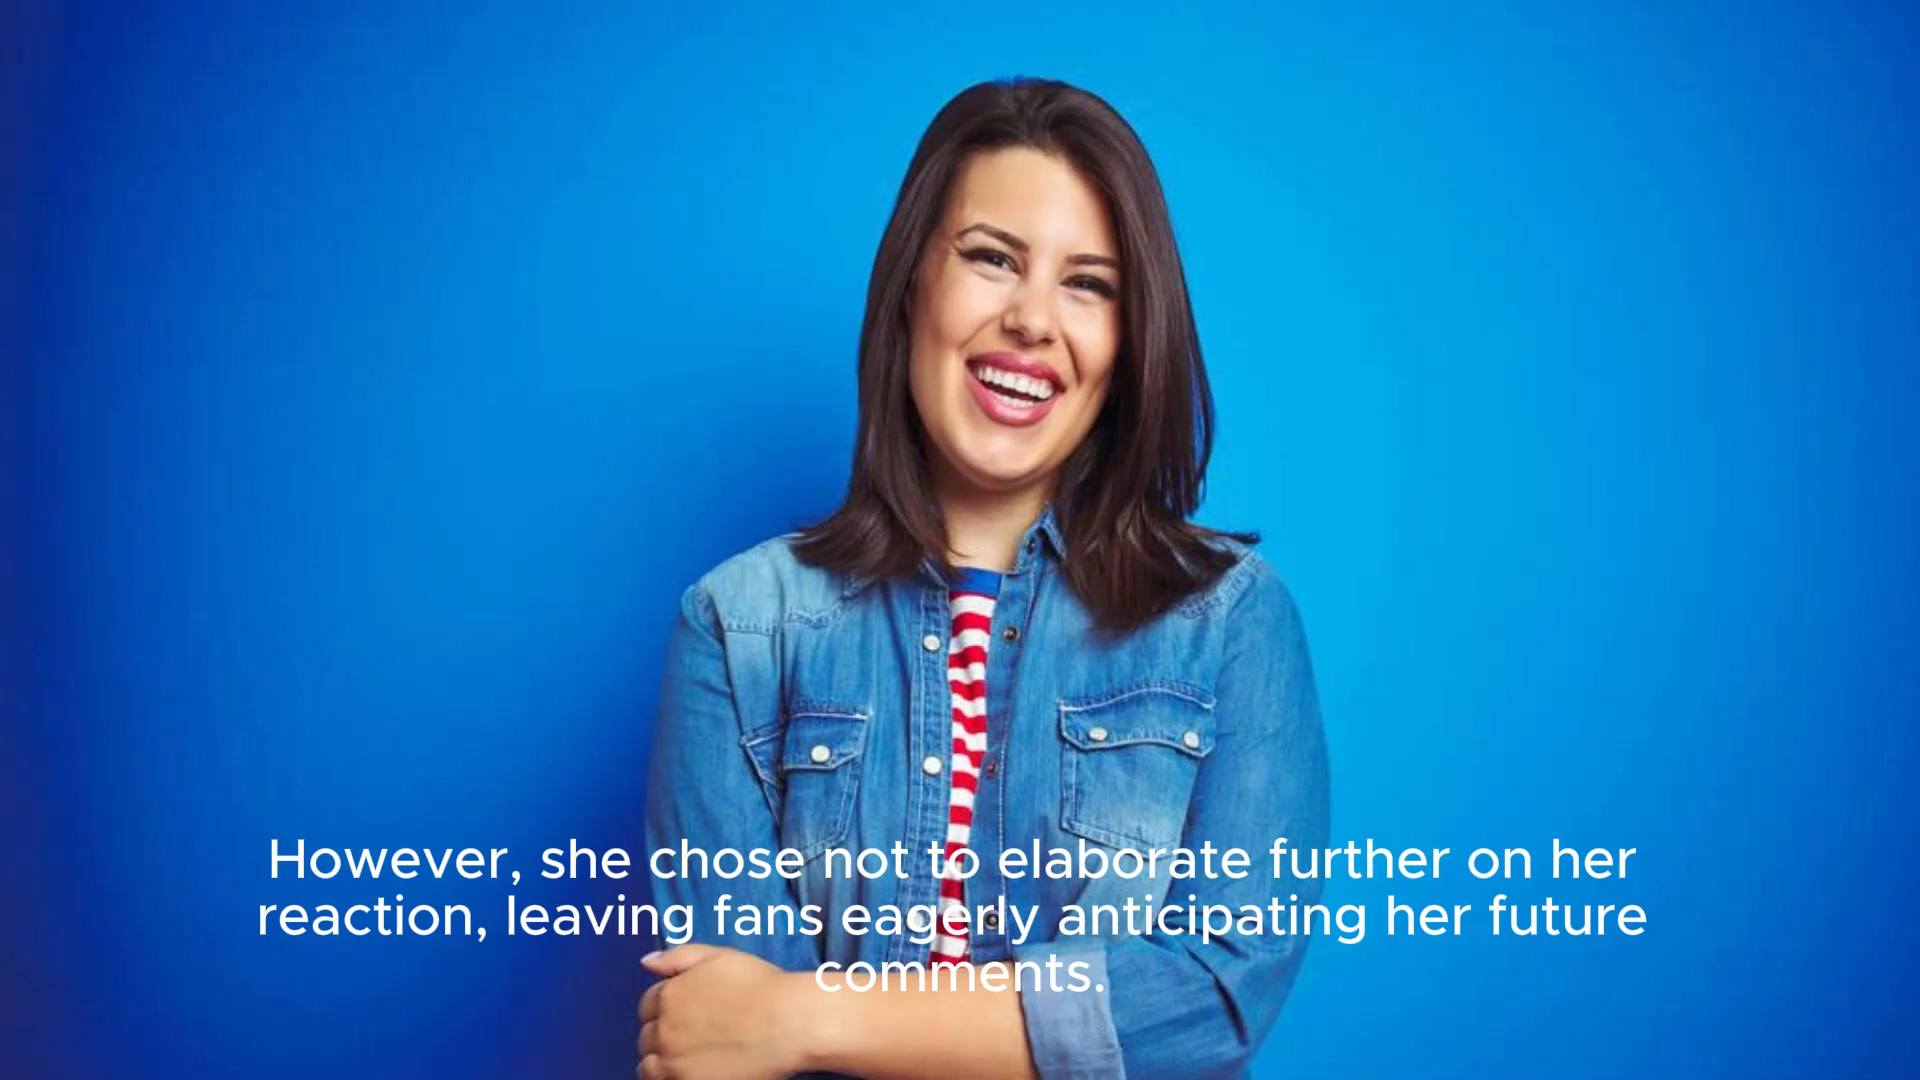 However, she chose not to elaborate further on her
reaction, leaving fans eagerly anticipating her future
comments.